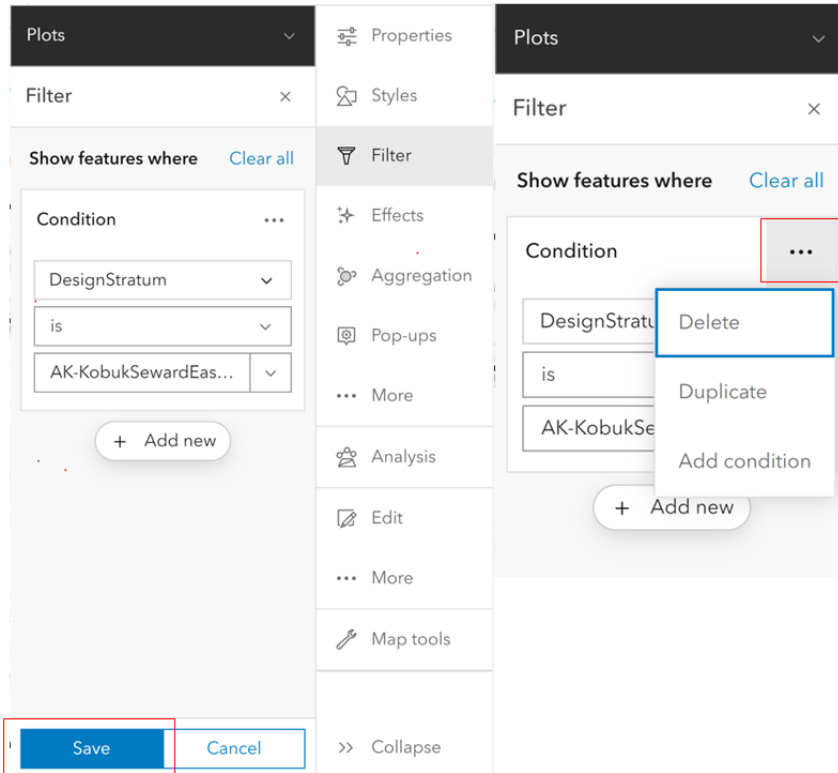 Plots
Filter
Show features where Clear all
Condition
DesignStratum
is
AK-KobukSewardEas...
+ Add new
Save Cancel
Properties
Styles
Filter
Effects
Aggregation
Pop-ups
More
Analysis
Edit
More
Map tools
Collapse
Plots
Filter
Show features where Clear all
Condition
DesignStratu
is
AK-KobukSe
Delete
Duplicate
Add condition
+ Add new